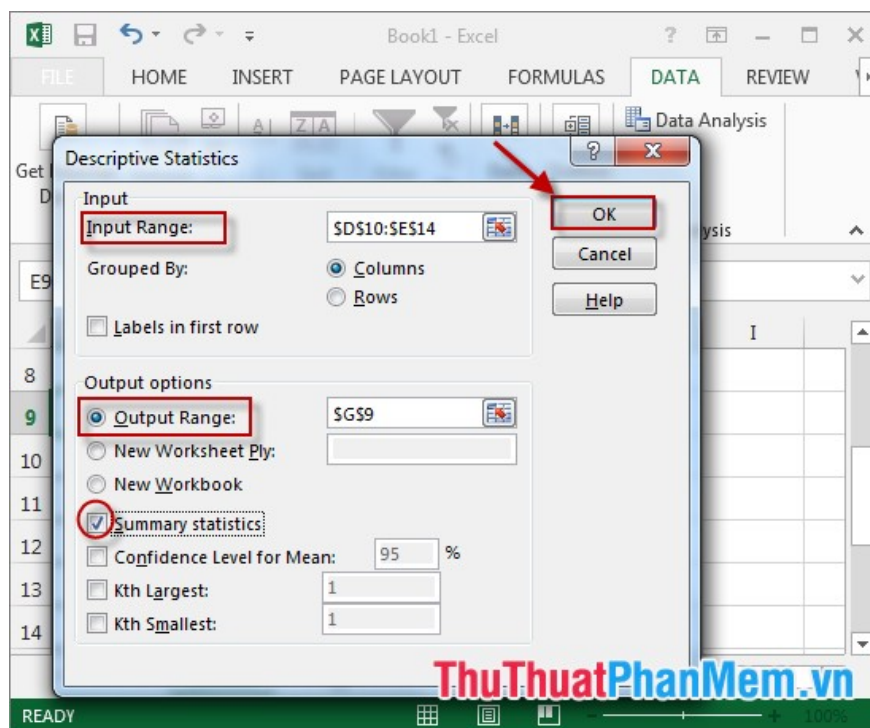 Book1 - Excel
FILE HOME INSERT PAGE LAYOUT FORMULAS DATA REVIEW
Data Analysis
Get
Descriptive Statistics
Input
Input Range: $D$10:$E$14
Grouped By: Columns
Rows
Labels in first row
OK
Cancel
Help
E9
I
8
9
10
11
12
13
14
Output options
Output Range: $G$9
New Worksheet Ply:
New Workbook
Summary statistics
Confidence Level for Mean: 95 %
Kth Largest: 1
Kth Smallest: 1
ThuThuatPhanMem.vn
READY 100%